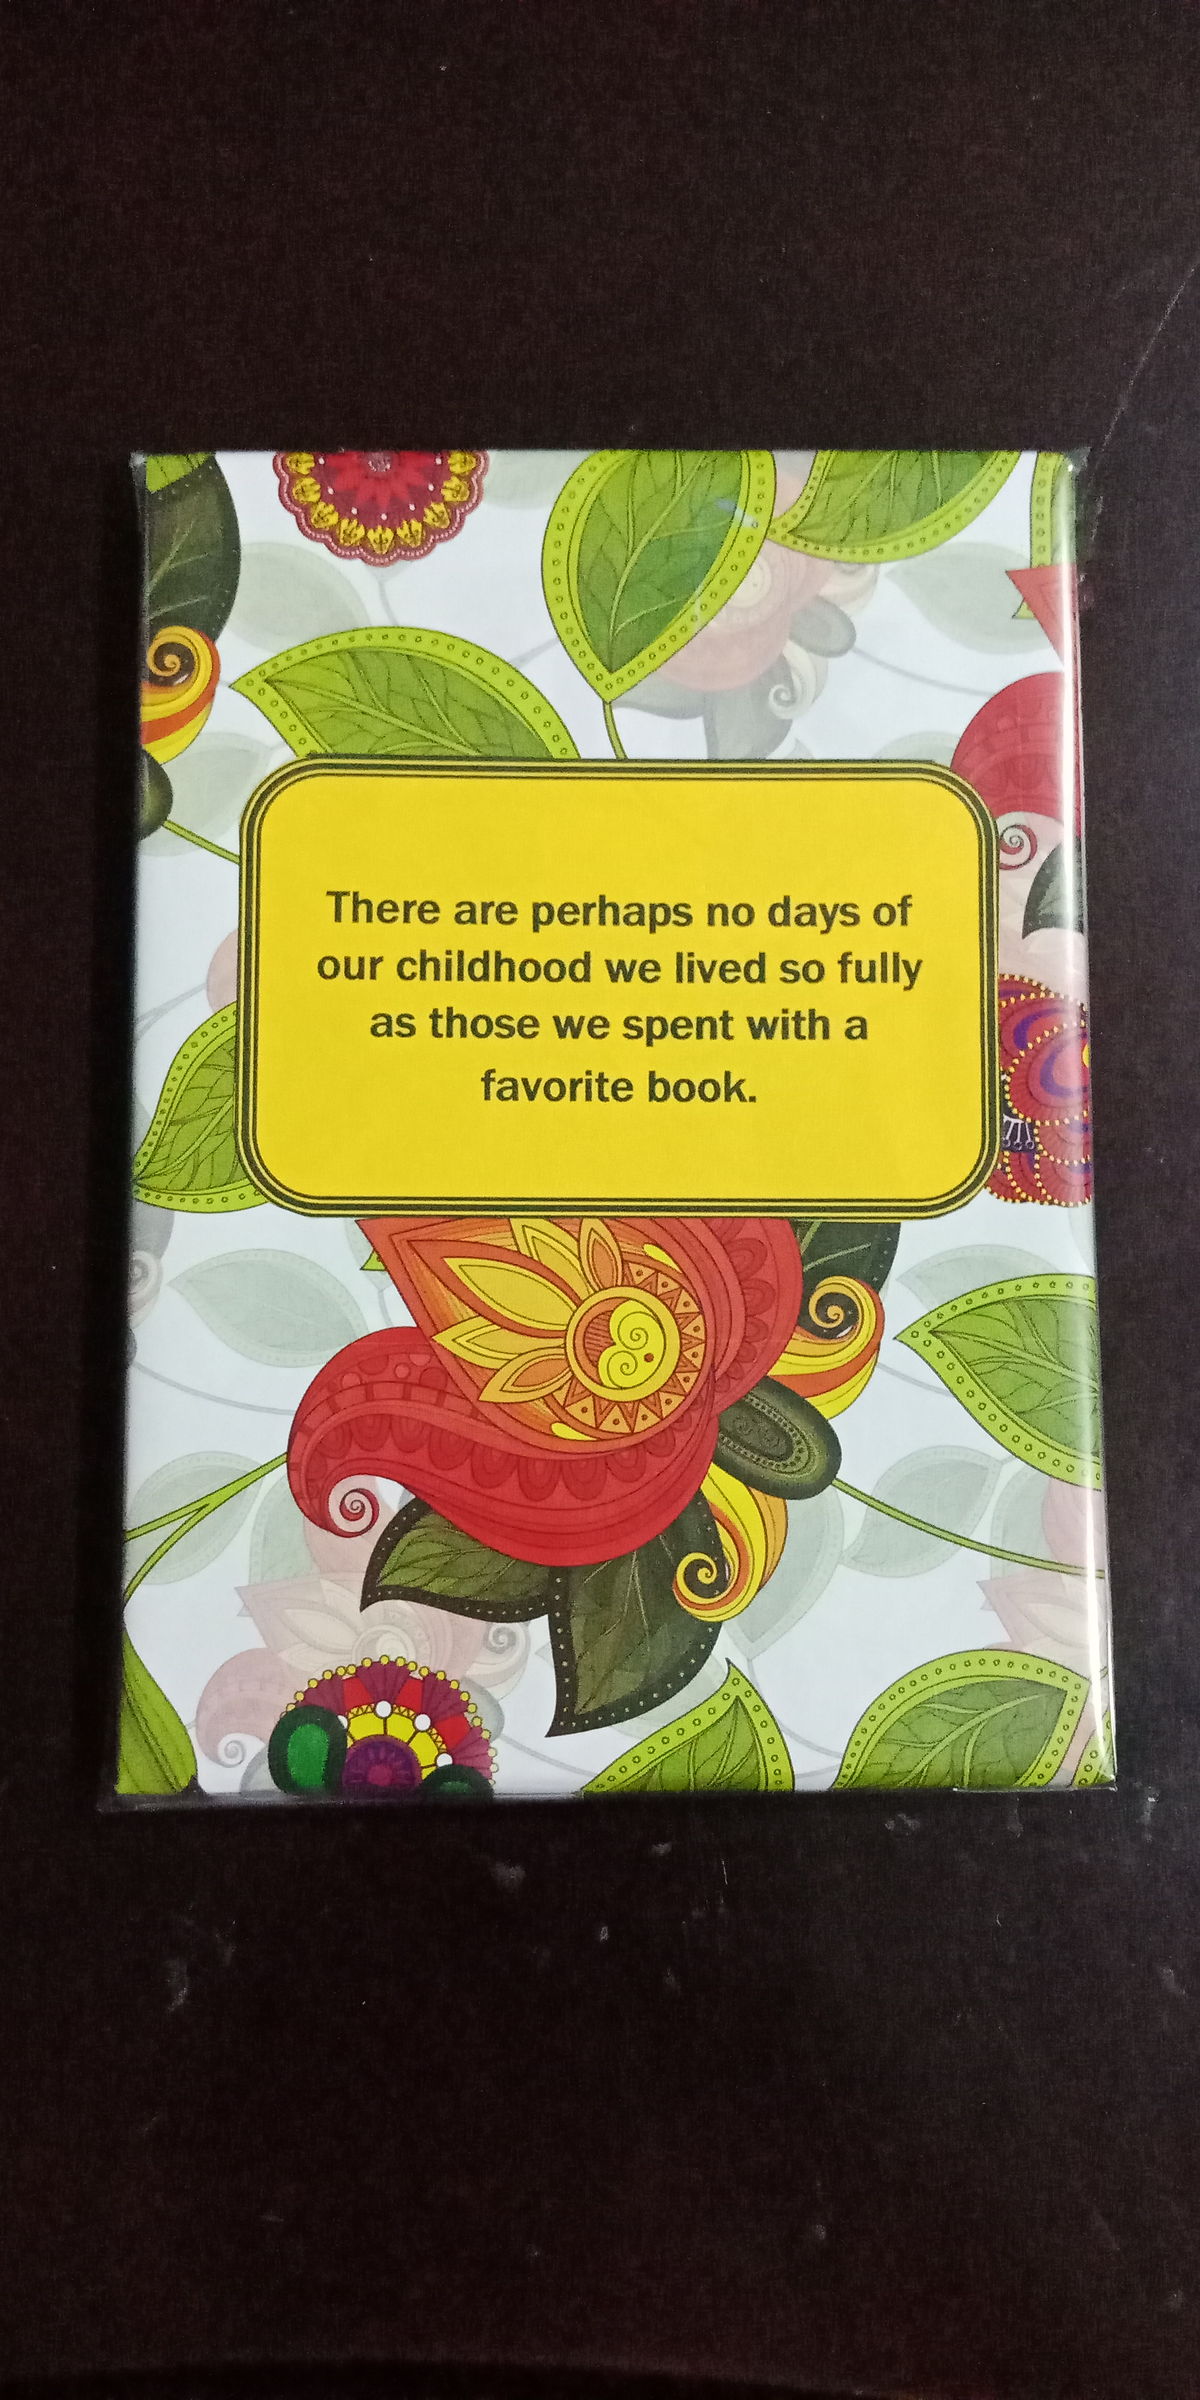 There are perhaps no days of
our childhood we lived so fully
as those we spent with a
favorite book.